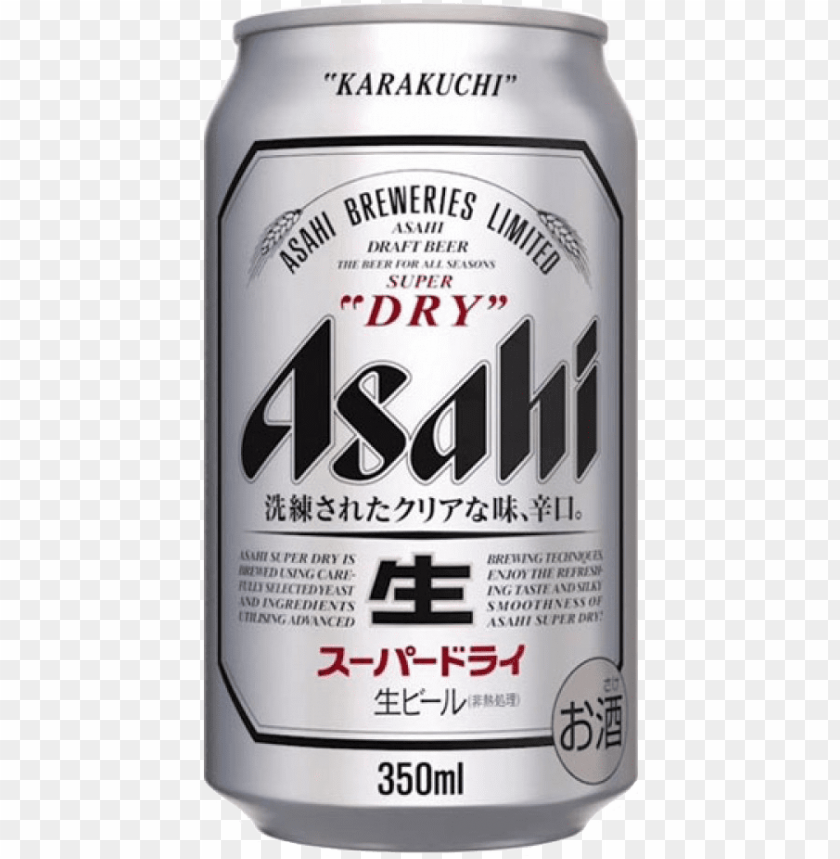 "KARAKUCHI"
ASAHI BREWERIES LIMITED
ASAHI
DRAFT BEER
THE BEER FOR ALL SEASONS
SUPER
"DRY"
Asahi
洗練されたクリアな味、辛口。
ASAHI SUPER DRY IS
BREWED USING CARE-
FULLY SELECTED YEAST
AND INGREDIENTS
UTILISING ADVANCED
生
BREWING TECHNIQUES.
ENJOY THE REFRESH-
ING TASTE AND SILKY
SMOOTHNESS OF
ASAHI SUPER DRY!
スーパードライ
生ビール(非熱処理)
さけ
お酒
350ml